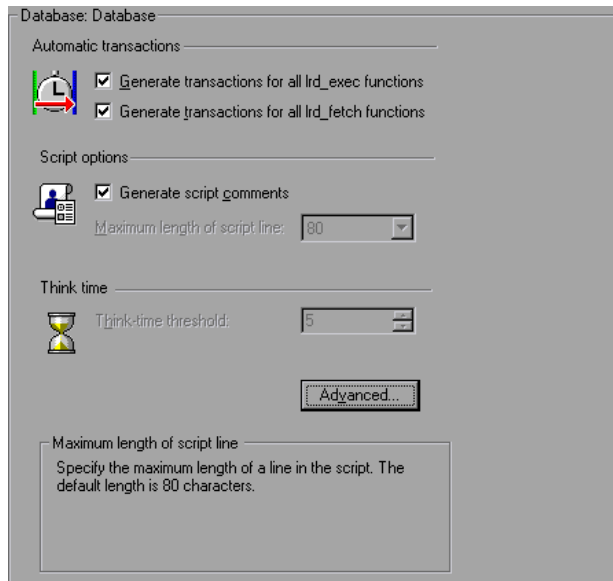 Database: Database
Automatic transactions
Generate transactions for all lrd_exec functions
Generate transactions for all lrd_fetch functions
Script options
Generate script comments
Maximum length of script line: 80
Think time
Think-time threshold: 5
Advanced...
Maximum length of script line
Specify the maximum length of a line in the script. The
default length is 80 characters.